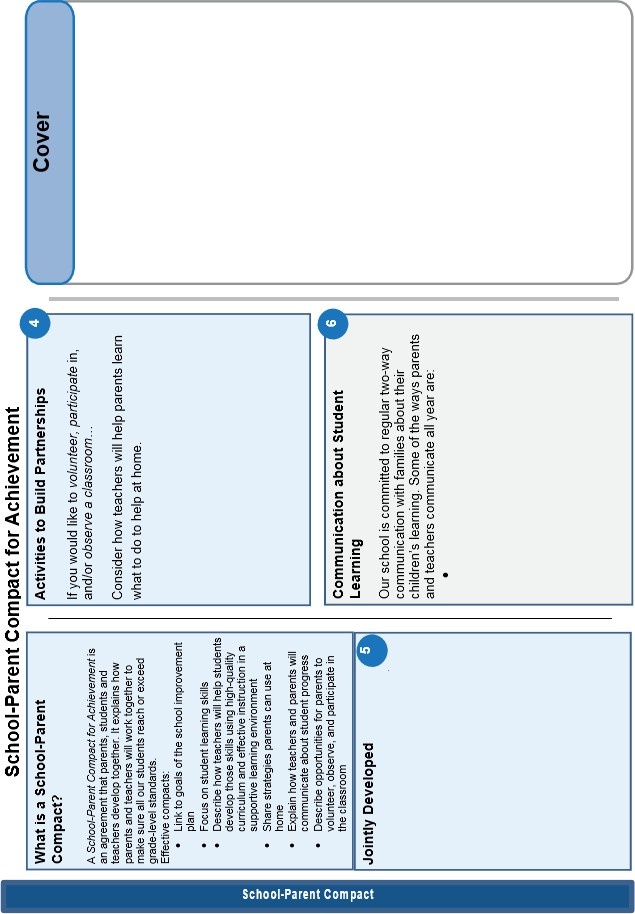 School-Parent Compact
School-Parent Compact for Achievement
What is a School-Parent
Compact?
A School-Parent Compact for Achievement is
an agreement that parents, students and
teachers develop together. It explains how
parents and teachers will work together to
make sure all our students reach or exceed
grade-level standards.
Effective compacts:
• Link to goals of the school improvement
plan
• Focus on student learning skills
• Describe how teachers will help students
develop those skills using high-quality
curriculum and effective instruction in a
supportive learning environment
• Share strategies parents can use at
home
• Explain how teachers and parents will
communicate about student progress
• Describe opportunities for parents to
volunteer, observe, and participate in
the classroom
5
Jointly Developed
4
Activities to Build Partnerships
If you would like to volunteer, participate in,
and/or observe a classroom…
Consider how teachers will help parents learn
what to do to help at home.
6
Communication about Student
Learning
Our school is committed to regular two-way
communication with families about their
children's learning. Some of the ways parents
and teachers communicate all year are:
•
Cover